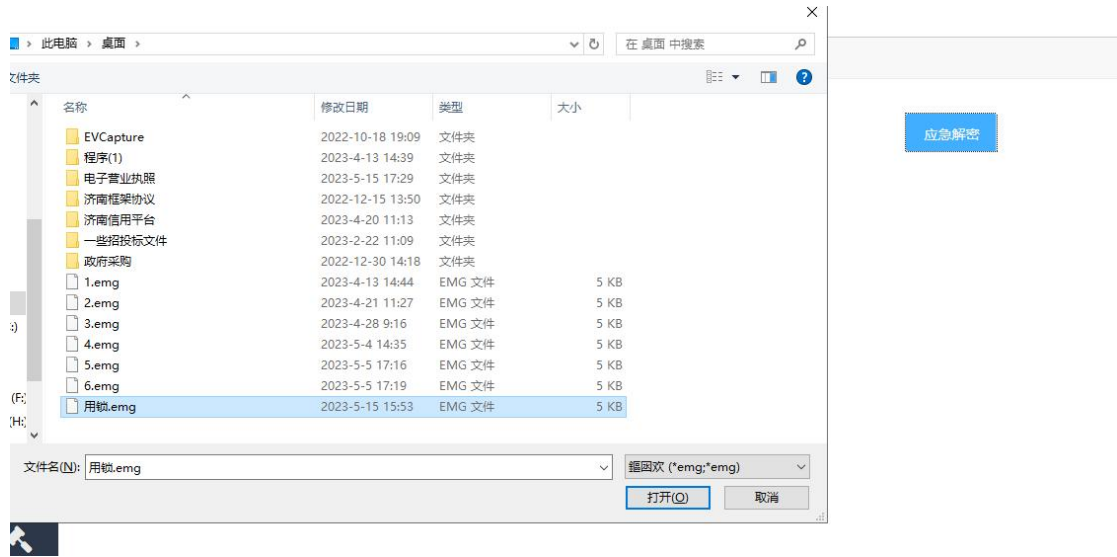 › 此电脑 › 桌面 ›
在 桌面 中搜索
文件夹
名称 修改日期 类型 大小
EVCapture 2022-10-18 19:09 文件夹
程序(1) 2023-4-13 14:39 文件夹
电子营业执照 2023-5-15 17:29 文件夹
济南框架协议 2022-12-15 13:50 文件夹
济南信用平台 2023-4-20 11:13 文件夹
一些招投标文件 2023-2-22 11:09 文件夹
政府采购 2022-12-30 14:18 文件夹
1.emg 2023-4-13 14:44 EMG 文件 5 KB
2.emg 2023-4-21 11:27 EMG 文件 5 KB
3.emg 2023-4-28 9:16 EMG 文件 5 KB
:)
4.emg 2023-5-4 14:35 EMG 文件 5 KB
5.emg 2023-5-5 17:16 EMG 文件 5 KB
6.emg 2023-5-5 17:19 EMG 文件 5 KB
(F:)
用锁.emg 2023-5-15 15:53 EMG 文件 5 KB
(H:)
文件名(N): 用锁.emg
(*emg;*emg)
打开(O) 取消
应急解密